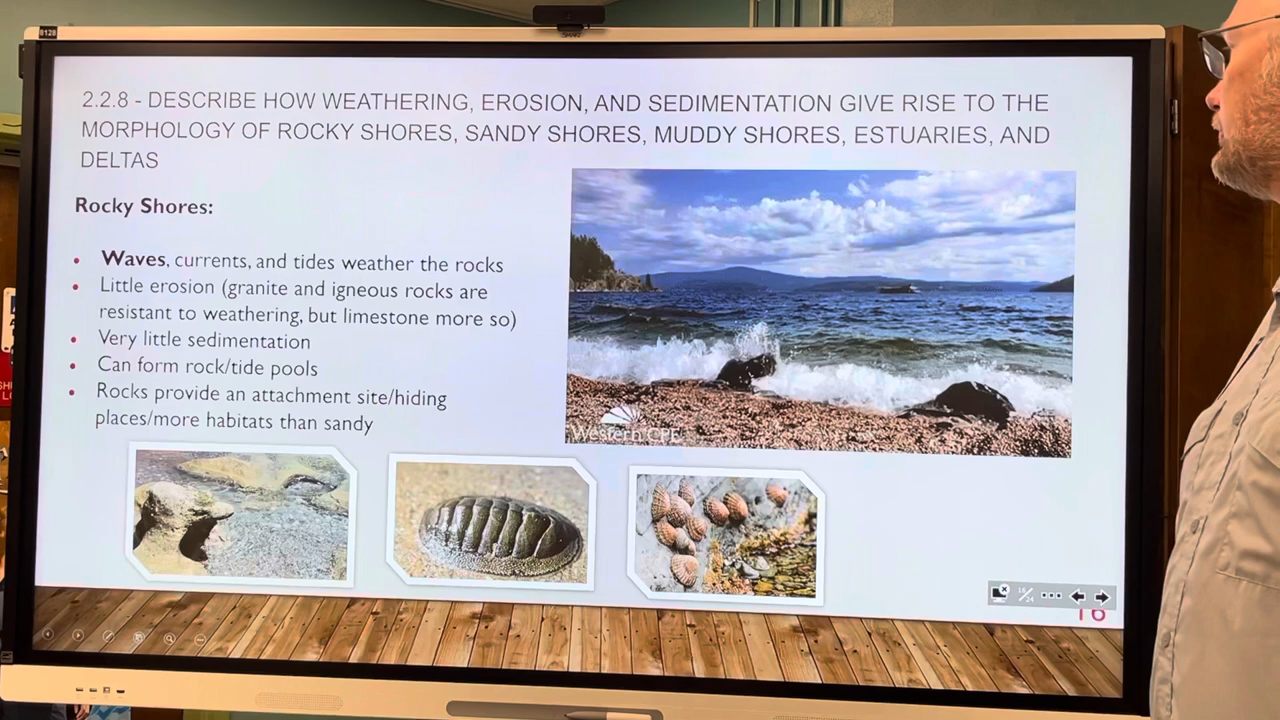 B128
SMART
2.2.8 - DESCRIBE HOW WEATHERING, EROSION, AND SEDIMENTATION GIVE RISE TO THE
MORPHOLOGY OF ROCKY SHORES, SANDY SHORES, MUDDY SHORES, ESTUARIES, AND
DELTAS
Rocky Shores:
• Waves, currents, and tides weather the rocks
• Little erosion (granite and igneous rocks are
resistant to weathering, but limestone more so)
• Very little sedimentation
• Can form rock/tide pools
• Rocks provide an attachment site/hiding
places/more habitats than sandy
Western CPE
16